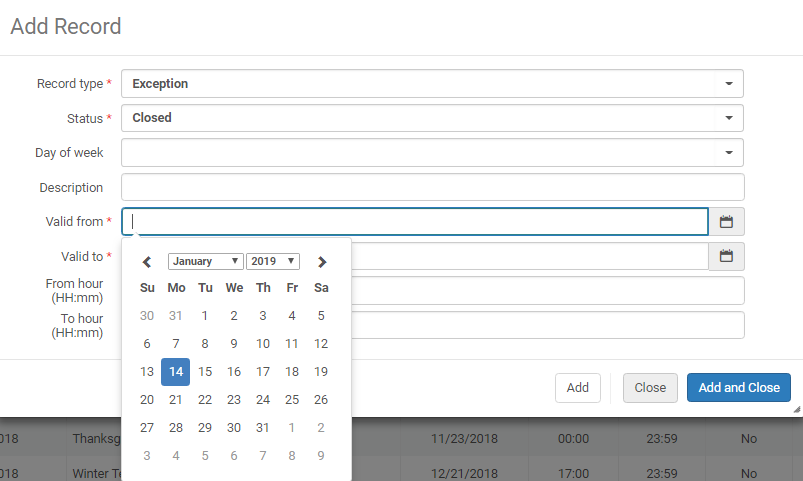 Add Record
Record type * Exception
Status * Closed
Day of week
Description
Valid from *
Valid to *
From hour
(HH:mm)
To hour
(HH:mm)
January 2019
Su Mo Tu We Th Fr Sa
30 31 1 2 3 4 5
6 7 8 9 10 11 12
13 14 15 16 17 18 19
20 21 22 23 24 25 26
27 28 29 30 31 1 2
3 4 5 6 7 8 9
Add Close Add and Close
018 Thanksg 11/23/2018 00:00 23:59 No
018 Winter Te 12/21/2018 17:00 23:59 No